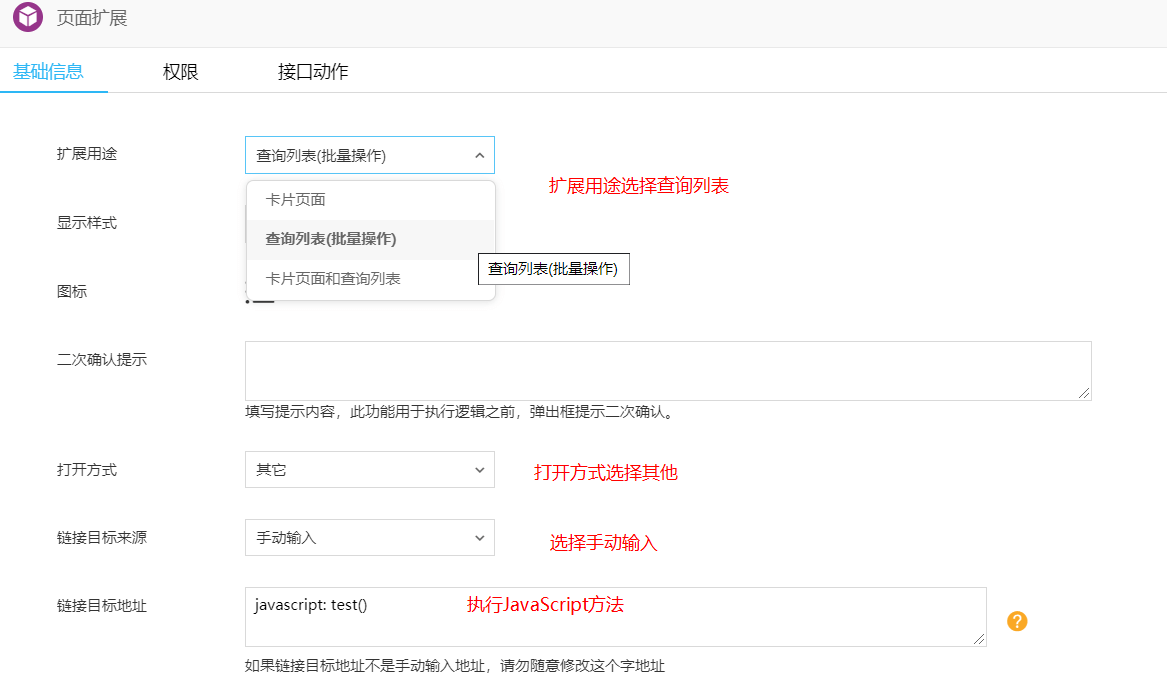 页面扩展
基础信息 权限 接口动作
扩展用途 查询列表(批量操作)
扩展用途选择查询列表
卡片页面
显示样式
查询列表(批量操作)
查询列表(批量操作)
卡片页面和查询列表
图标
二次确认提示
填写提示内容，此功能用于执行逻辑之前，弹出框提示二次确认。
打开方式 其它 打开方式选择其他
链接目标来源 手动输入 选择手动输入
链接目标地址 javascript: test() 执行JavaScript方法
?
如果链接目标地址不是手动输入地址，请勿随意修改这个字地址